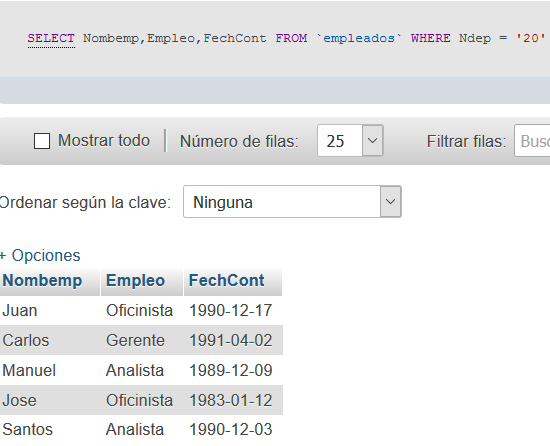 SELECT Nombemp,Empleo,FechCont FROM `empleados` WHERE Ndep = '20'
Mostrar todo Número de filas: 25 Filtrar filas: Busc
Ordenar según la clave: Ninguna
+ Opciones
Nombemp Empleo FechCont
Juan Oficinista 1990-12-17
Carlos Gerente 1991-04-02
Manuel Analista 1989-12-09
Jose Oficinista 1983-01-12
Santos Analista 1990-12-03